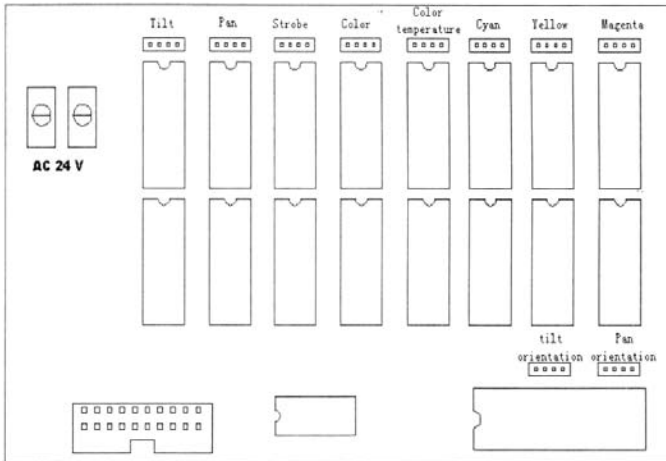 Tilt
Pan
Strobe
Color
Color
temperature
Cyan
Yellow
Magenta
AC 24 V
tilt
orientation
Pan
orientation